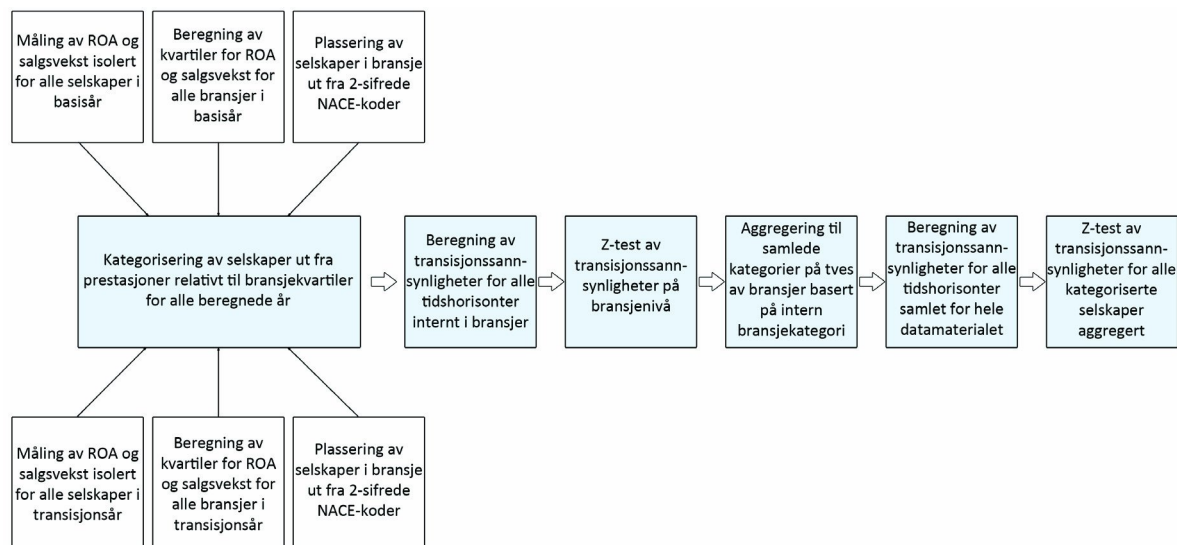 Måling av ROA og
salgsvekst isolert
for alle selskaper i
basisår
Beregning av
kvartiler for ROA
og salgsvekst for
alle bransjer i
basisår
Plassering av
selskaper i bransje
ut fra 2-sifrede
NACE-koder
Kategorisering av selskaper ut fra
prestasjoner relativt til bransjekvartiler
for alle beregnede år
Beregning av
transisjonssann-
synligheter for alle
tidshorisonter
internt i bransjer
Z-test av
transisjonssann-
synligheter på
bransjenivå
Aggregering til
samlede
kategorier på tves
av bransjer basert
på intern
bransjekategori
Beregning av
transisjonssann-
synligheter for alle
tidshorisonter
samlet for hele
datamaterialet
Z-test av
transisjonssann-
synligheter for alle
kategoriserte
selskaper
aggregert
Måling av ROA og
salgsvekst isolert
for alle selskaper i
transisjonsår
Beregning av
kvartiler for ROA
og salgsvekst for
alle bransjer i
transisjonsår
Plassering av
selskaper i bransje
ut fra 2-sifrede
NACE-koder